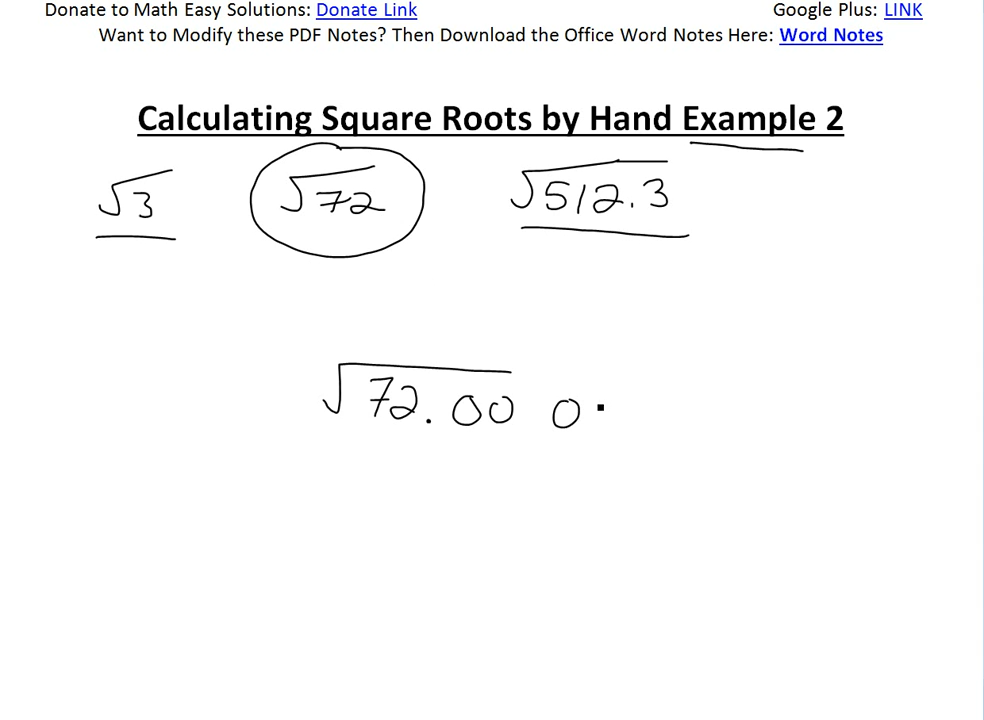 Donate to Math Easy Solutions: Donate Link Google Plus: LINK
Want to Modify these PDF Notes? Then Download the Office Word Notes Here: Word Notes
Calculating Square Roots by Hand Example 2
√3 √72 √512.3
√72.00 0